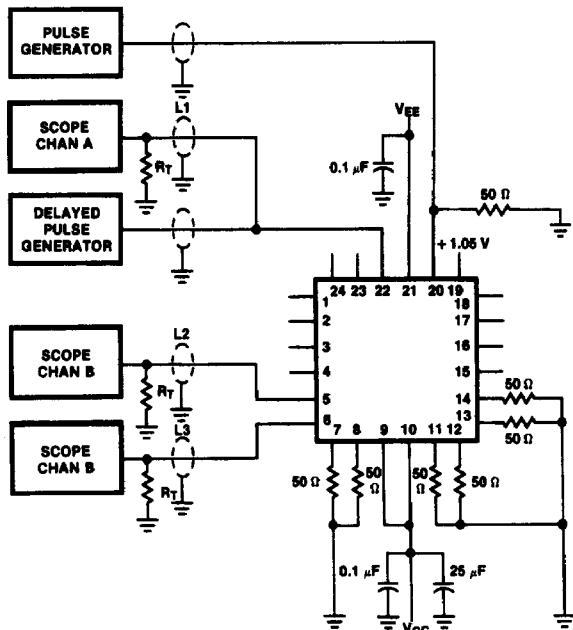 PULSE
GENERATOR
SCOPE
CHAN A
L1
RT
DELAYED
PULSE
GENERATOR
VEE
0.1 μF
50 Ω
+ 1.05 V
24 23 22 21 20 19
1
2
3
4
5
6
18
17
16
15
14
13
7 8 9 10 11 12
SCOPE
CHAN B
L2
RT
SCOPE
CHAN B
L3
RT
50 Ω
50 Ω
50 Ω
50 Ω
50 Ω
50 Ω
0.1 μF
25 μF
VCC